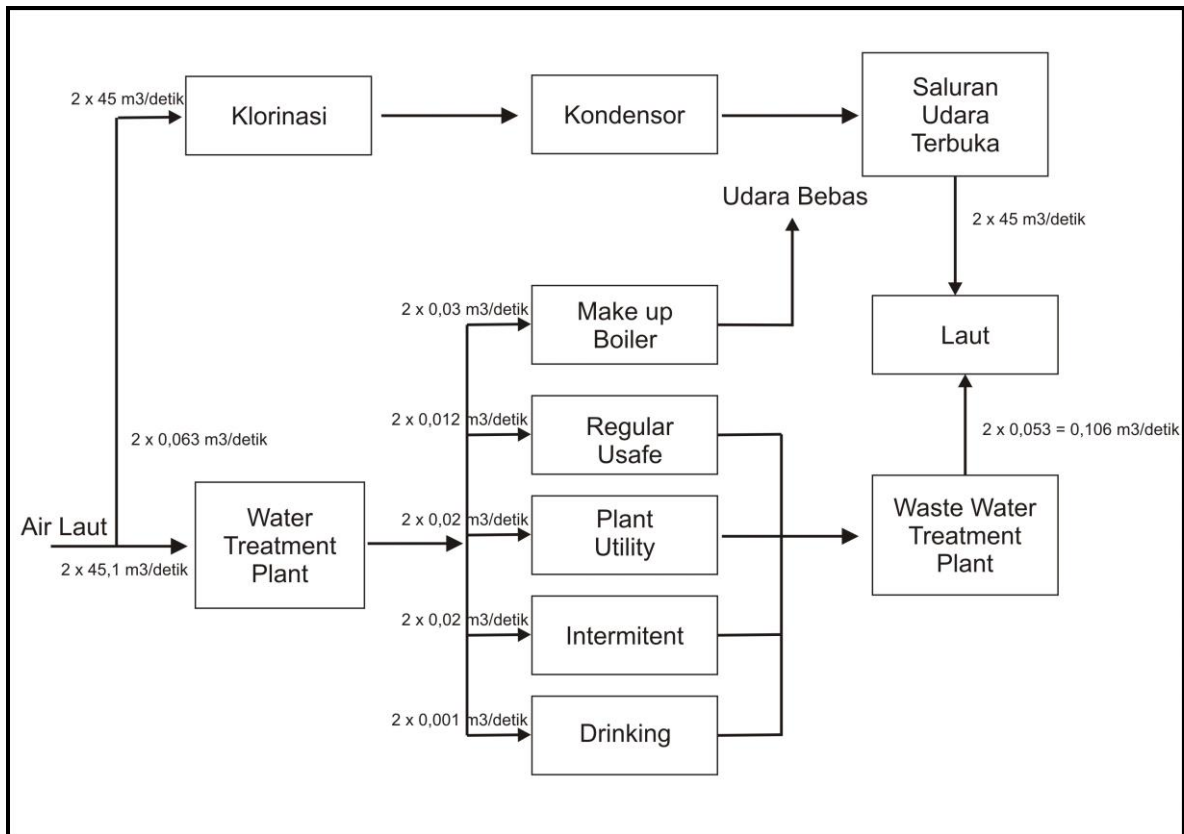 2 x 45 m3/detik
Klorinasi
Kondensor
Saluran
Udara
Terbuka
Udara Bebas
2 x 45 m3/detik
2 x 0,03 m3/detik
Make up
Boiler
Laut
2 x 0,012 m3/detik
Regular
Usafe
2 x 0,053 = 0,106 m3/detik
2 x 0,063 m3/detik
Air Laut
2 x 45,1 m3/detik
Water
Treatment
Plant
2 x 0,02 m3/detik
Plant
Utility
Waste Water
Treatment
Plant
2 x 0,02 m3/detik
Intermitent
2 x 0,001 m3/detik
Drinking